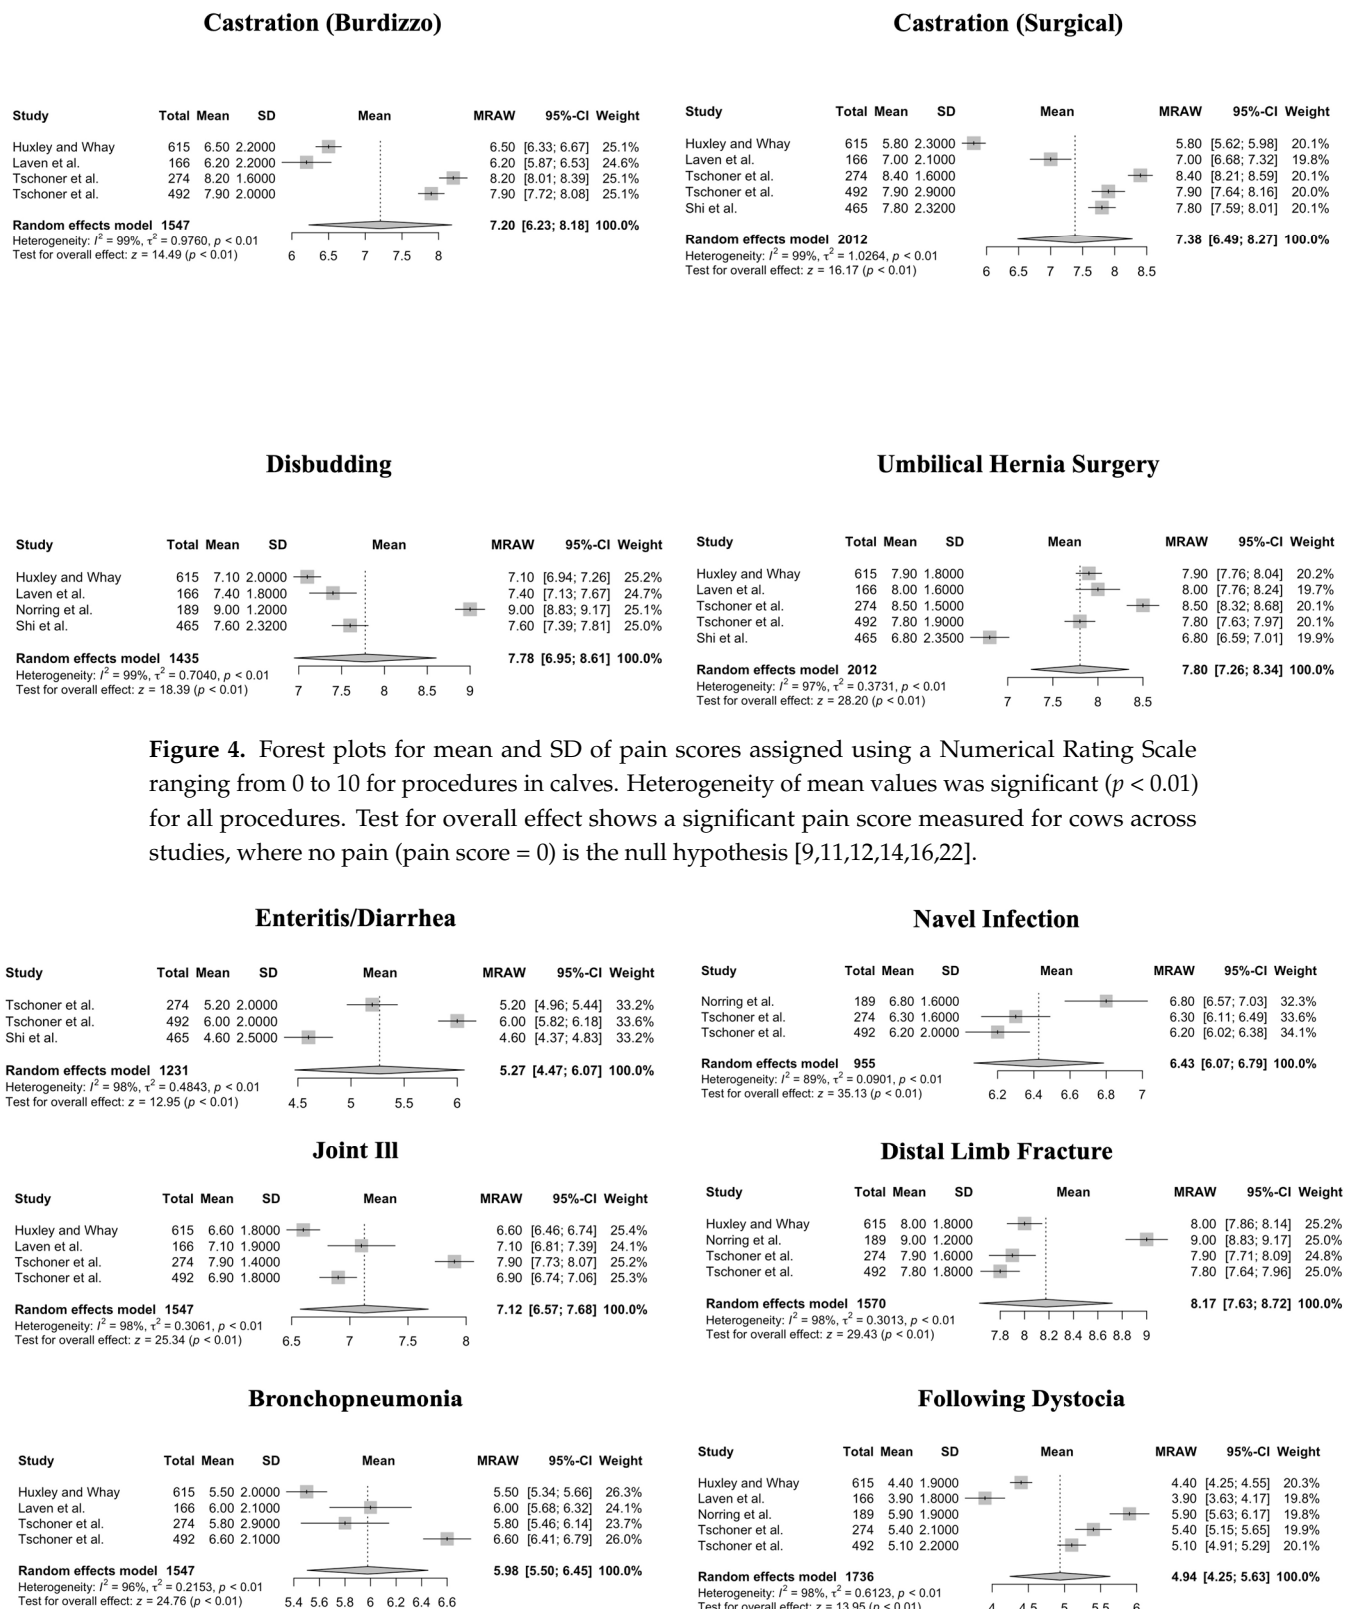 Castration (Burdizzo)
Study Total Mean SD Mean MRAW 95%-CI Weight
Huxley and Whay 615 6.50 2.2000 6.50 [6.33; 6.67] 25.1%
Laven et al. 166 6.20 2.2000 6.20 [5.87; 6.53] 24.6%
Tschoner et al. 274 8.20 1.6000 8.20 [8.01; 8.39] 25.1%
Tschoner et al. 492 7.90 2.0000 7.90 [7.72; 8.08] 25.1%
Random effects model 1547 7.20 [6.23; 8.18] 100.0%
Heterogeneity: I² = 99%, τ² = 0.9760, p < 0.01
Test for overall effect: z = 14.49 (p < 0.01)
6 6.5 7 7.5 8
Castration (Surgical)
Study Total Mean SD Mean MRAW 95%-CI Weight
Huxley and Whay 615 5.80 2.3000 5.80 [5.62; 5.98] 20.1%
Laven et al. 166 7.00 2.1000 7.00 [6.68; 7.32] 19.8%
Tschoner et al. 274 8.40 1.6000 8.40 [8.21; 8.59] 20.1%
Tschoner et al. 492 7.90 2.9000 7.90 [7.64; 8.16] 20.0%
Shi et al. 465 7.80 2.3200 7.80 [7.59; 8.01] 20.1%
Random effects model 2012 7.38 [6.49; 8.27] 100.0%
Heterogeneity: I² = 99%, τ² = 1.0264, p < 0.01
Test for overall effect: z = 16.17 (p < 0.01)
6 6.5 7 7.5 8 8.5
Disbudding
Study Total Mean SD Mean MRAW 95%-CI Weight
Huxley and Whay 615 7.10 2.0000 7.10 [6.94; 7.26] 25.2%
Laven et al. 166 7.40 1.8000 7.40 [7.13; 7.67] 24.7%
Norring et al. 189 9.00 1.2000 9.00 [8.83; 9.17] 25.1%
Shi et al. 465 7.60 2.3200 7.60 [7.39; 7.81] 25.0%
Random effects model 1435 7.78 [6.95; 8.61] 100.0%
Heterogeneity: I² = 99%, τ² = 0.7040, p < 0.01
Test for overall effect: z = 18.39 (p < 0.01)
7 7.5 8 8.5 9
Umbilical Hernia Surgery
Study Total Mean SD Mean MRAW 95%-CI Weight
Huxley and Whay 615 7.90 1.8000 7.90 [7.76; 8.04] 20.2%
Laven et al. 166 8.00 1.6000 8.00 [7.76; 8.24] 19.7%
Tschoner et al. 274 8.50 1.5000 8.50 [8.32; 8.68] 20.1%
Tschoner et al. 492 7.80 1.9000 7.80 [7.63; 7.97] 20.1%
Shi et al. 465 6.80 2.3500 6.80 [6.59; 7.01] 19.9%
Random effects model 2012 7.80 [7.26; 8.34] 100.0%
Heterogeneity: I² = 97%, τ² = 0.3731, p < 0.01
Test for overall effect: z = 28.20 (p < 0.01)
7 7.5 8 8.5
Figure 4. Forest plots for mean and SD of pain scores assigned using a Numerical Rating Scale
ranging from 0 to 10 for procedures in calves. Heterogeneity of mean values was significant (p < 0.01)
for all procedures. Test for overall effect shows a significant pain score measured for cows across
studies, where no pain (pain score = 0) is the null hypothesis [9,11,12,14,16,22].
Enteritis/Diarrhea
Study Total Mean SD Mean MRAW 95%-CI Weight
Tschoner et al. 274 5.20 2.0000 5.20 [4.96; 5.44] 33.2%
Tschoner et al. 492 6.00 2.0000 6.00 [5.82; 6.18] 33.6%
Shi et al. 465 4.60 2.5000 4.60 [4.37; 4.83] 33.2%
Random effects model 1231 5.27 [4.47; 6.07] 100.0%
Heterogeneity: I² = 98%, τ² = 0.4843, p < 0.01
Test for overall effect: z = 12.95 (p < 0.01)
4.5 5 5.5 6
Navel Infection
Study Total Mean SD Mean MRAW 95%-CI Weight
Norring et al. 189 6.80 1.6000 6.80 [6.57; 7.03] 32.3%
Tschoner et al. 274 6.30 1.6000 6.30 [6.11; 6.49] 33.6%
Tschoner et al. 492 6.20 2.0000 6.20 [6.02; 6.38] 34.1%
Random effects model 955 6.43 [6.07; 6.79] 100.0%
Heterogeneity: I² = 89%, τ² = 0.0901, p < 0.01
Test for overall effect: z = 35.13 (p < 0.01)
6.2 6.4 6.6 6.8 7
Joint Ill
Study Total Mean SD Mean MRAW 95%-CI Weight
Huxley and Whay 615 6.60 1.8000 6.60 [6.46; 6.74] 25.4%
Laven et al. 166 7.10 1.9000 7.10 [6.81; 7.39] 24.1%
Tschoner et al. 274 7.90 1.4000 7.90 [7.73; 8.07] 25.2%
Tschoner et al. 492 6.90 1.8000 6.90 [6.74; 7.06] 25.3%
Random effects model 1547 7.12 [6.57; 7.68] 100.0%
Heterogeneity: I² = 98%, τ² = 0.3061, p < 0.01
Test for overall effect: z = 25.34 (p < 0.01)
6.5 7 7.5 8
Distal Limb Fracture
Study Total Mean SD Mean MRAW 95%-CI Weight
Huxley and Whay 615 8.00 1.8000 8.00 [7.86; 8.14] 25.2%
Norring et al. 189 9.00 1.2000 9.00 [8.83; 9.17] 25.0%
Tschoner et al. 274 7.90 1.6000 7.90 [7.71; 8.09] 24.8%
Tschoner et al. 492 7.80 1.8000 7.80 [7.64; 7.96] 25.0%
Random effects model 1570 8.17 [7.63; 8.72] 100.0%
Heterogeneity: I² = 98%, τ² = 0.3013, p < 0.01
Test for overall effect: z = 29.43 (p < 0.01)
7.8 8 8.2 8.4 8.6 8.8 9
Bronchopneumonia
Study Total Mean SD Mean MRAW 95%-CI Weight
Huxley and Whay 615 5.50 2.0000 5.50 [5.34; 5.66] 26.3%
Laven et al. 166 6.00 2.1000 6.00 [5.68; 6.32] 24.1%
Tschoner et al. 274 5.80 2.9000 5.80 [5.46; 6.14] 23.7%
Tschoner et al. 492 6.60 2.1000 6.60 [6.41; 6.79] 26.0%
Random effects model 1547 5.98 [5.50; 6.45] 100.0%
Heterogeneity: I² = 96%, τ² = 0.2153, p < 0.01
Test for overall effect: z = 24.76 (p < 0.01)
5.4 5.6 5.8 6 6.2 6.4 6.6
Following Dystocia
Study Total Mean SD Mean MRAW 95%-CI Weight
Huxley and Whay 615 4.40 1.9000 4.40 [4.25; 4.55] 20.3%
Laven et al. 166 3.90 1.8000 3.90 [3.63; 4.17] 19.8%
Norring et al. 189 5.90 1.9000 5.90 [5.63; 6.17] 19.8%
Tschoner et al. 274 5.40 2.1000 5.40 [5.15; 5.65] 19.9%
Tschoner et al. 492 5.10 2.2000 5.10 [4.91; 5.29] 20.1%
Random effects model 1736 4.94 [4.25; 5.63] 100.0%
Heterogeneity: I² = 98%, τ² = 0.6123, p < 0.01
Test for overall effect: z = 13.95 (p < 0.01)
4 4.5 5 5.5 6